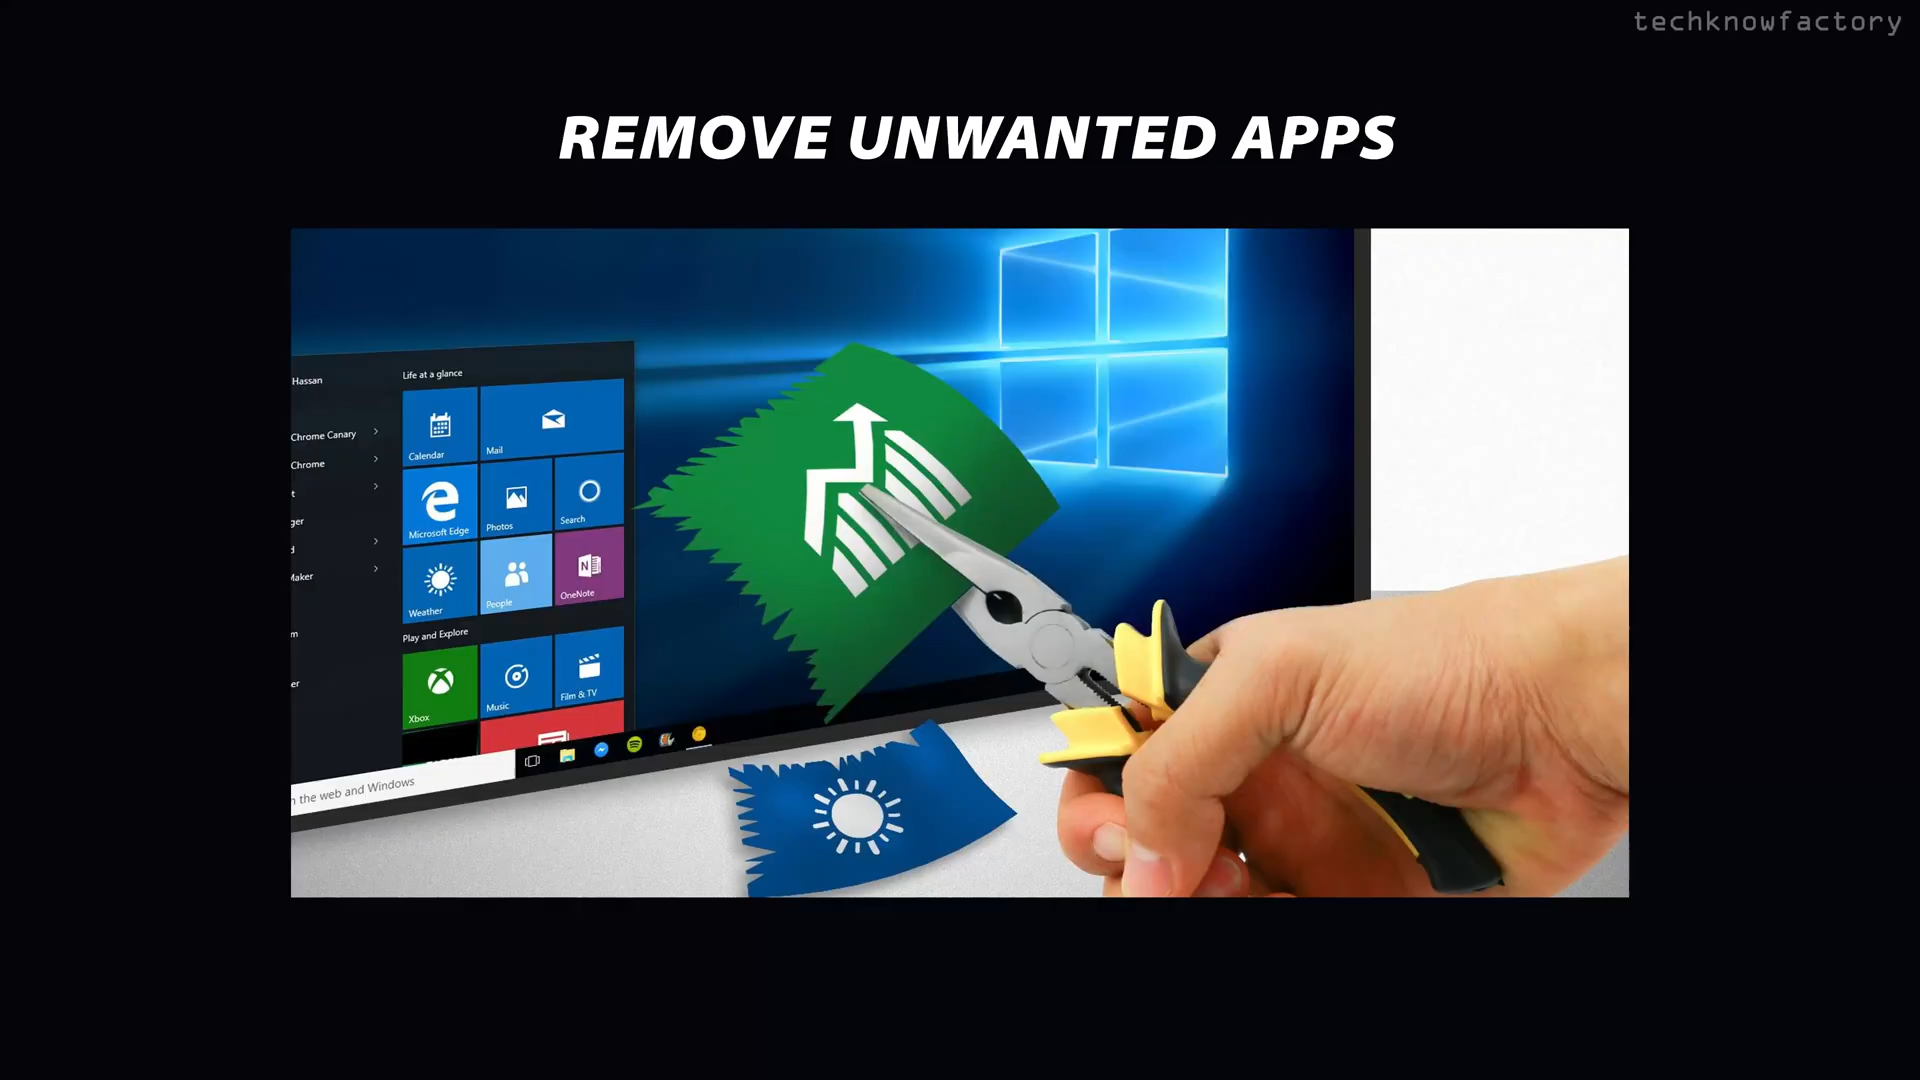 techknowfactory
REMOVE UNWANTED APPS
Hassan
Life at a glance
Chrome Canary
Chrome
Calendar
Mail
Microsoft Edge
Photos
Search
Weather
People
OneNote
Play and Explore
Xbox
Music
Film & TV
the web and Windows